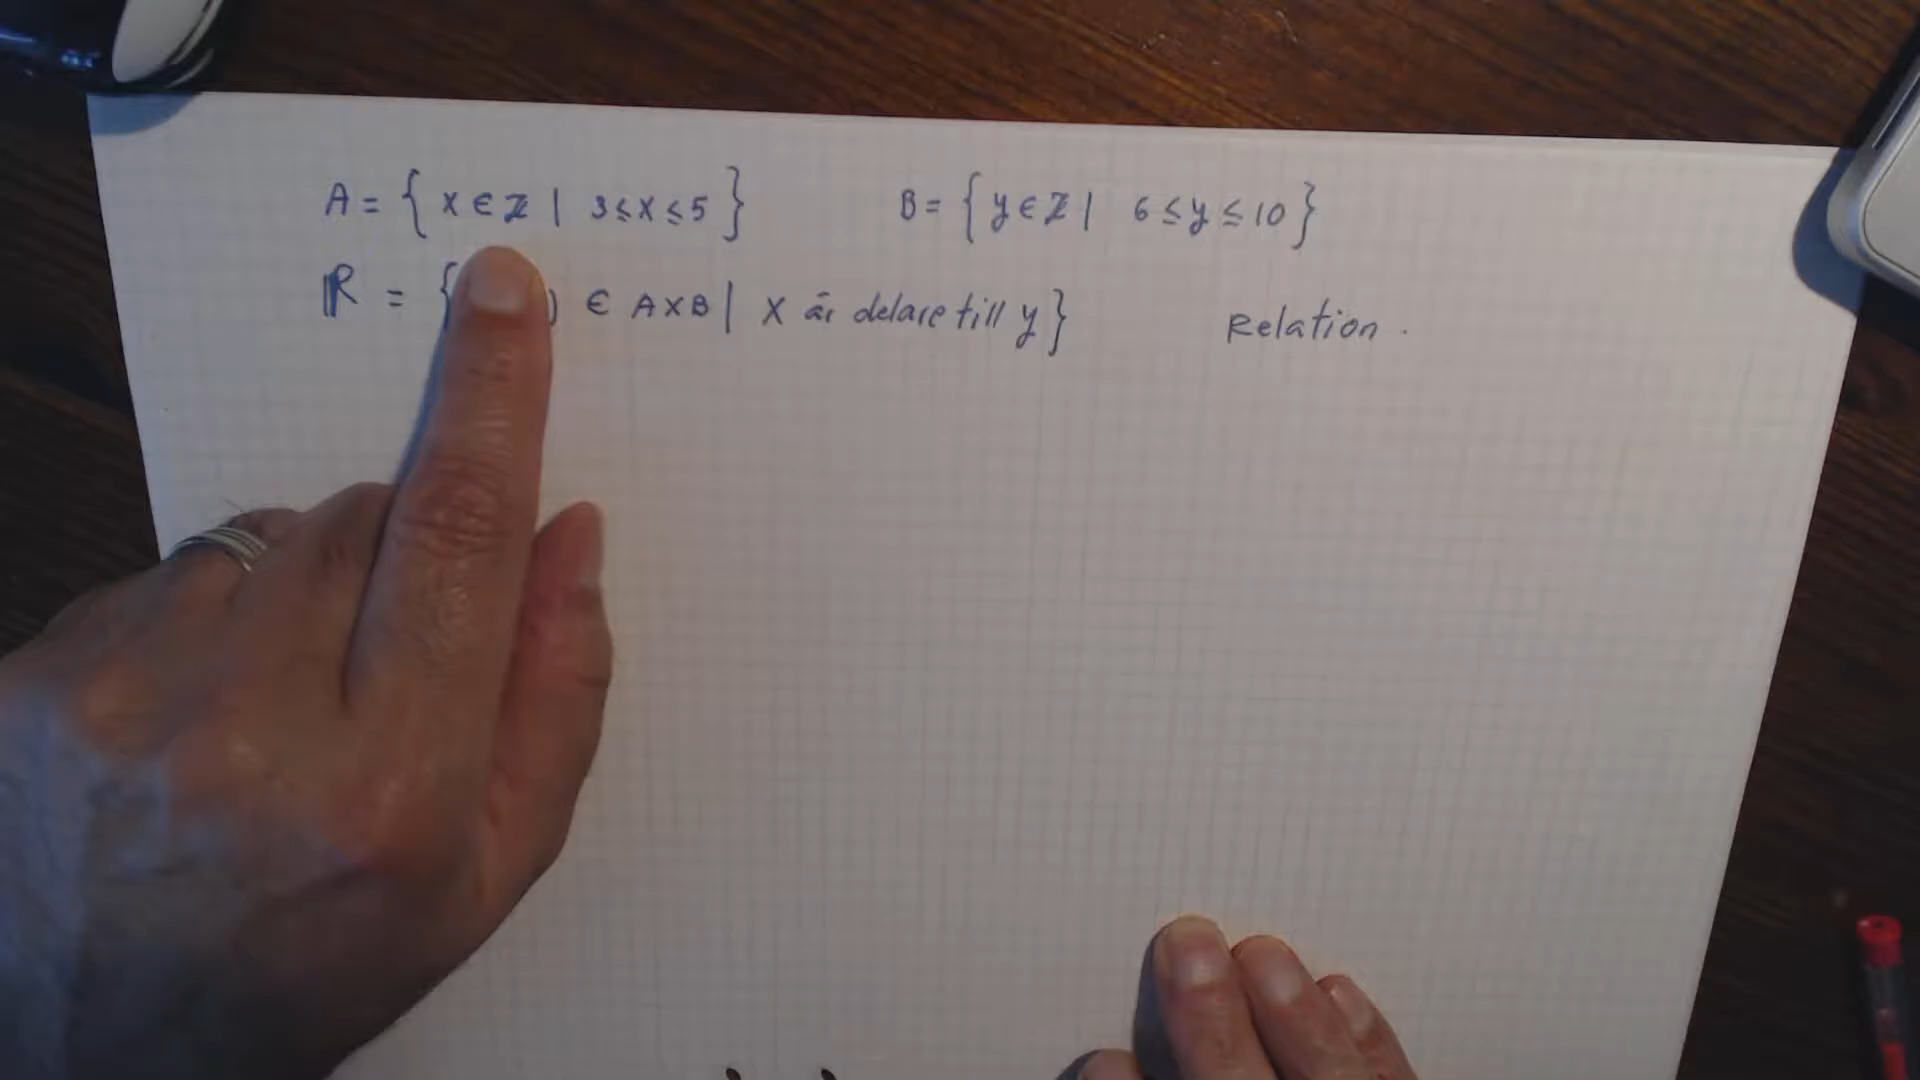 A = { x ∈ ℤ | 3 ≤ x ≤ 5 } B = { y ∈ ℤ | 6 ≤ y ≤ 10 }
ℝ = { ) ∈ A X B | x är delare till y } Relation.